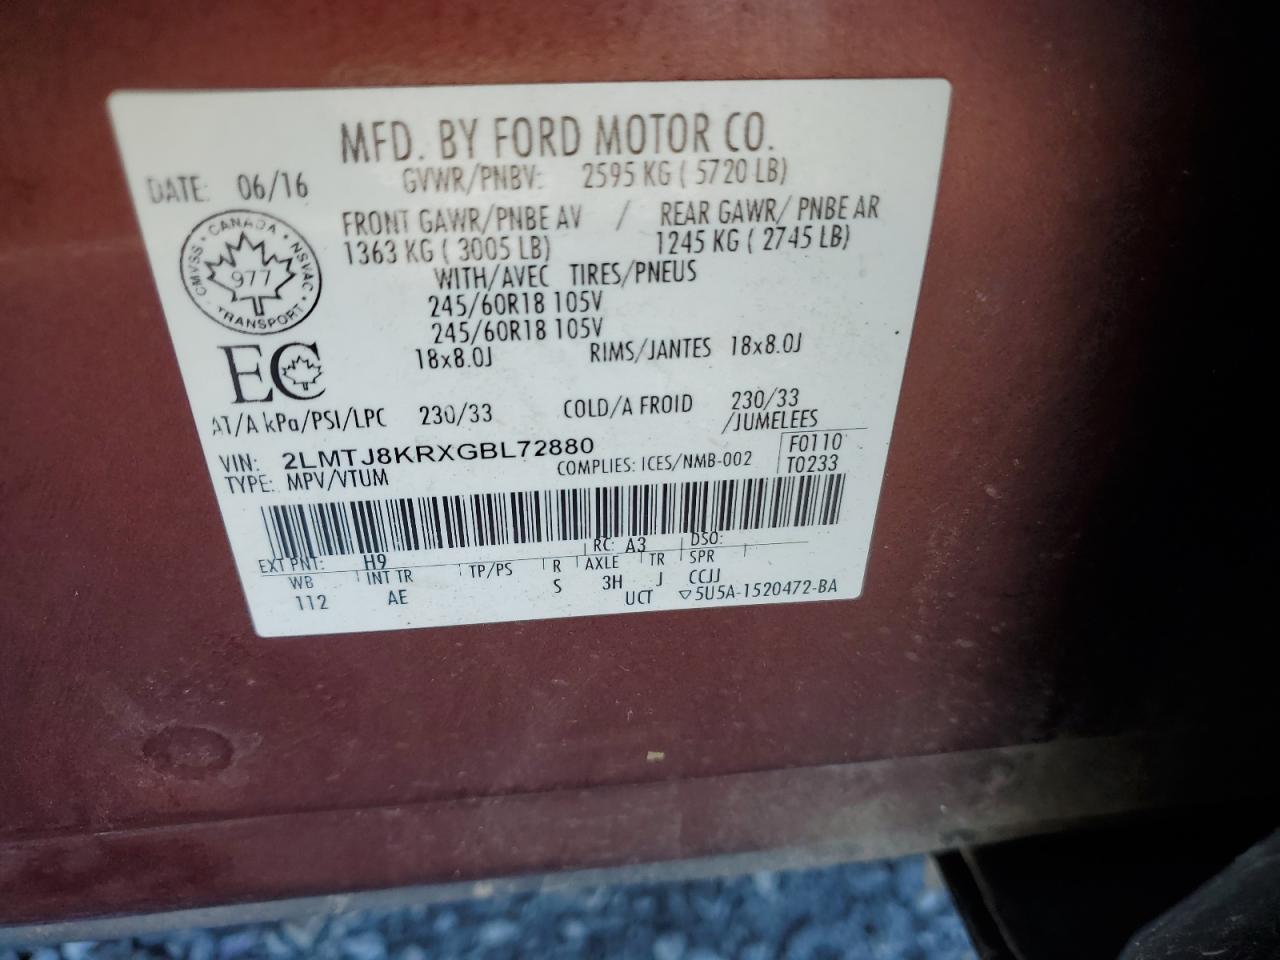 MFD. BY FORD MOTOR CO.
DATE: 06/16
GVWR/PNBV: 2595 KG ( 5720 LB)
FRONT GAWR/PNBE AV / REAR GAWR/ PNBE AR
1363 KG ( 3005 LB) 1245 KG ( 2745 LB)
WITH/AVEC TIRES/PNEUS
245/60R18 105V
245/60R18 105V
18x8.0J RIMS/JANTES 18x8.0J
CANADA
CMVSS 977 NSVAC
TRANSPORT
EC
AT/A kPa/PSI/LPC 230/33 COLD/A FROID 230/33
/JUMELEES
VIN: 2LMTJ8KRXGBL72880
TYPE: MPV/VTUM
COMPLIES: ICES/NMB-002
F0110
T0233
EXT PNT: H9 RC: A3 DSO:
WB INT TR TP/PS R AXLE TR SPR
112 AE S 3H J CCJJ
UCT ▽5U5A-1520472-BA